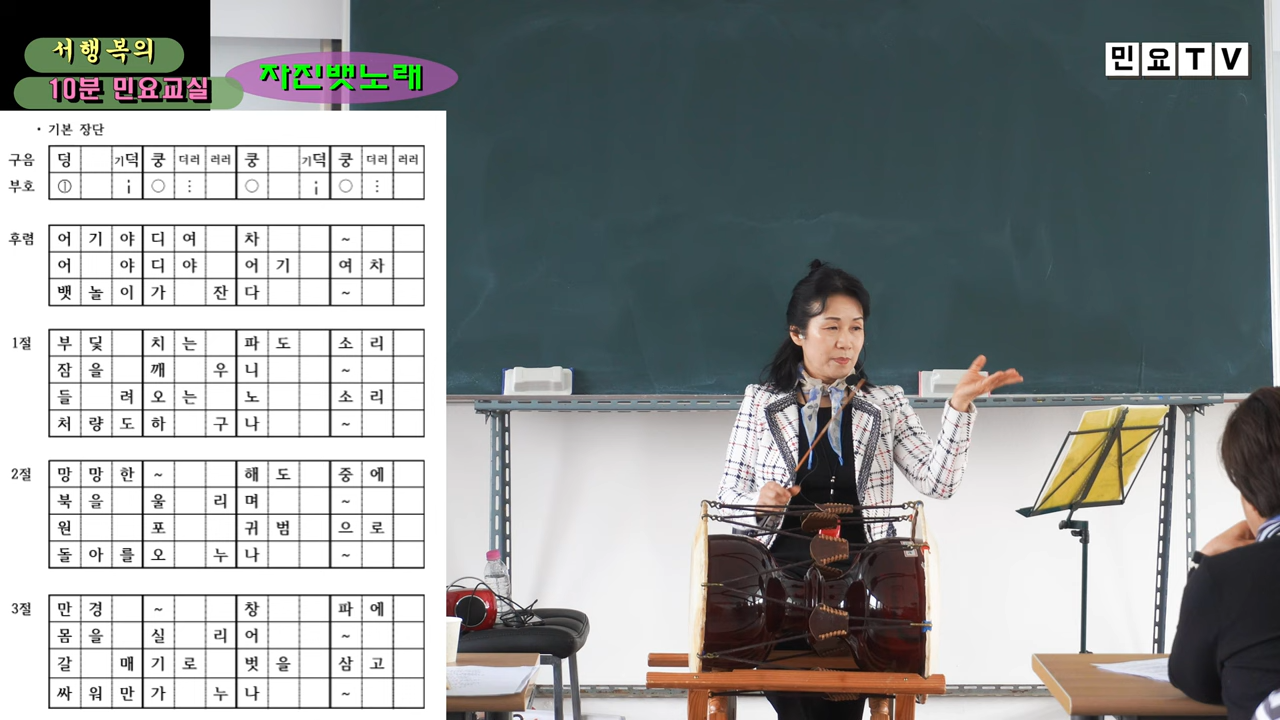 서행복의
10분 민요교실
자진뱃노래
민요TV
· 기본 장단
구음 덩 기덕 쿵 더러 러러 쿵 기덕 쿵 더러 러러
부호 ⏀ ¡ ○ ⋮ ○ ¡ ○ ⋮
후렴 어 기 야 디 여 차 ~
어 야 디 야 어 기 여 차
뱃 놀 이 가 잔 다 ~
1절 부 딫 치 는 파 도 소 리
잠 을 깨 우 니 ~
들 려 오 는 노 소 리
처 량 도 하 구 나 ~
2절 망 망 한 ~ 해 도 중 에
북 을 울 리 며 ~
원 포 귀 범 으 로
돌 아 를 오 누 나 ~
3절 만 경 ~ 창 파 에
몸 을 실 리 어 ~
갈 매 기 로 벗 을 삼 고
싸 워 만 가 누 나 ~